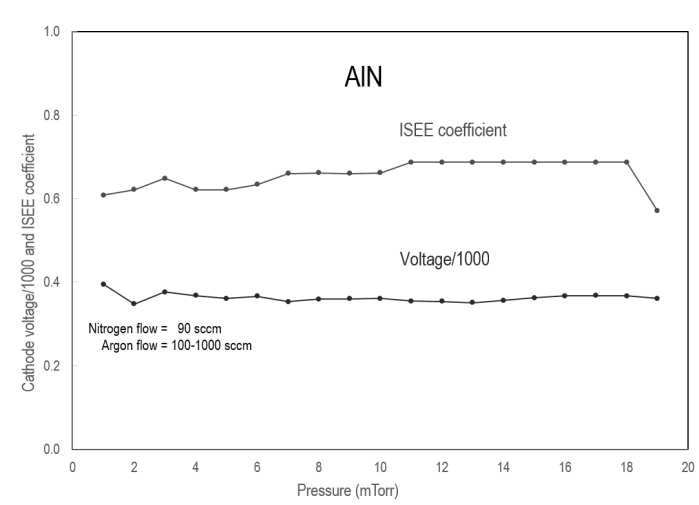 1.0
AlN
0.8
ISEE coefficient
0.6
Voltage/1000
0.4
Nitrogen flow = 90 sccm
Argon flow = 100-1000 sccm
0.2
0.0
0 2 4 6 8 10 12 14 16 18 20
Pressure (mTorr)
Cathode voltage/1000 and ISEE coefficient